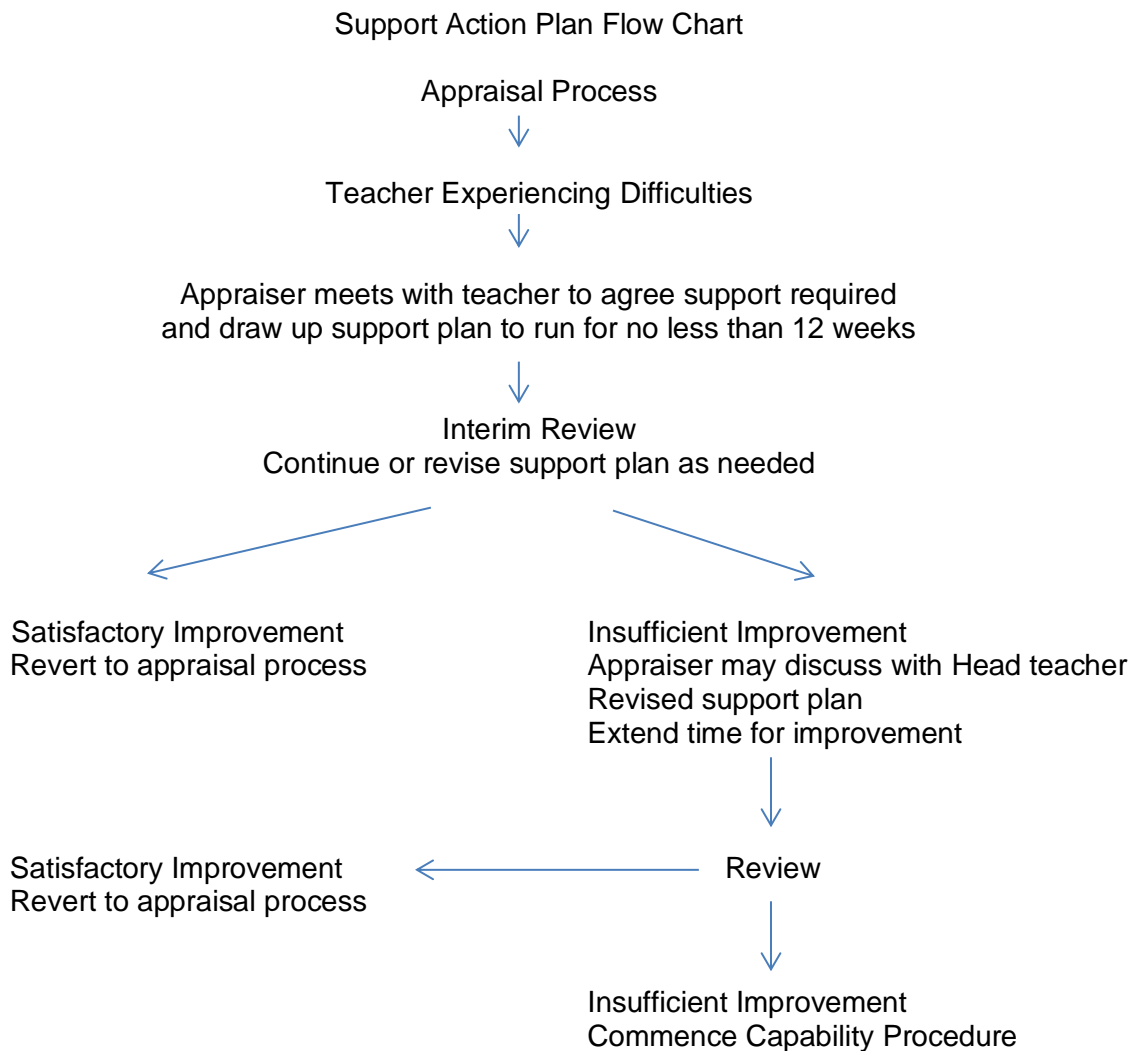 Support Action Plan Flow Chart
Appraisal Process
Teacher Experiencing Difficulties
Appraiser meets with teacher to agree support required
and draw up support plan to run for no less than 12 weeks
Interim Review
Continue or revise support plan as needed
Satisfactory Improvement
Revert to appraisal process
Insufficient Improvement
Appraiser may discuss with Head teacher
Revised support plan
Extend time for improvement
Satisfactory Improvement
Revert to appraisal process
Review
Insufficient Improvement
Commence Capability Procedure